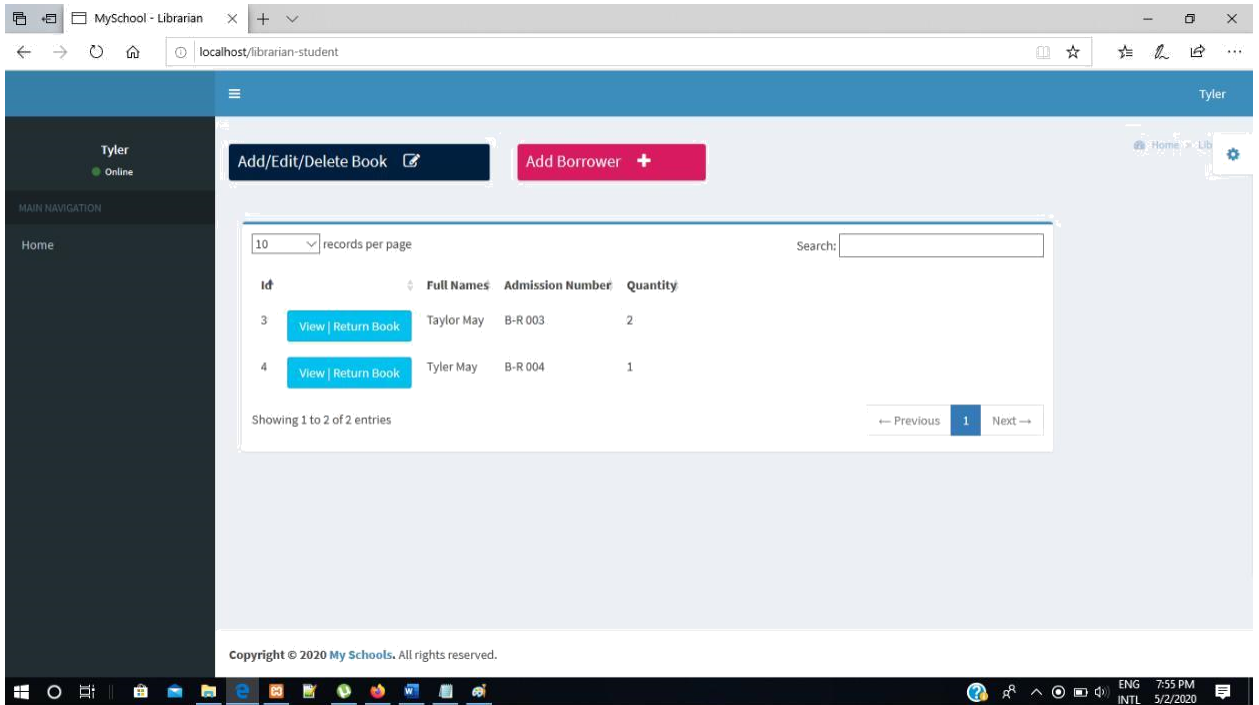 MySchool - Librarian
localhost/librarian-student
Tyler
Tyler
Online
MAIN NAVIGATION
Home
Add/Edit/Delete Book
Add Borrower
Home > Lib
10 records per page
Search:
Id Full Names Admission Number Quantity
3 View | Return Book Taylor May B-R 003 2
4 View | Return Book Tyler May B-R 004 1
Showing 1 to 2 of 2 entries
← Previous 1 Next →
Copyright © 2020 My Schools. All rights reserved.
ENG 7:55 PM
INTL 5/2/2020